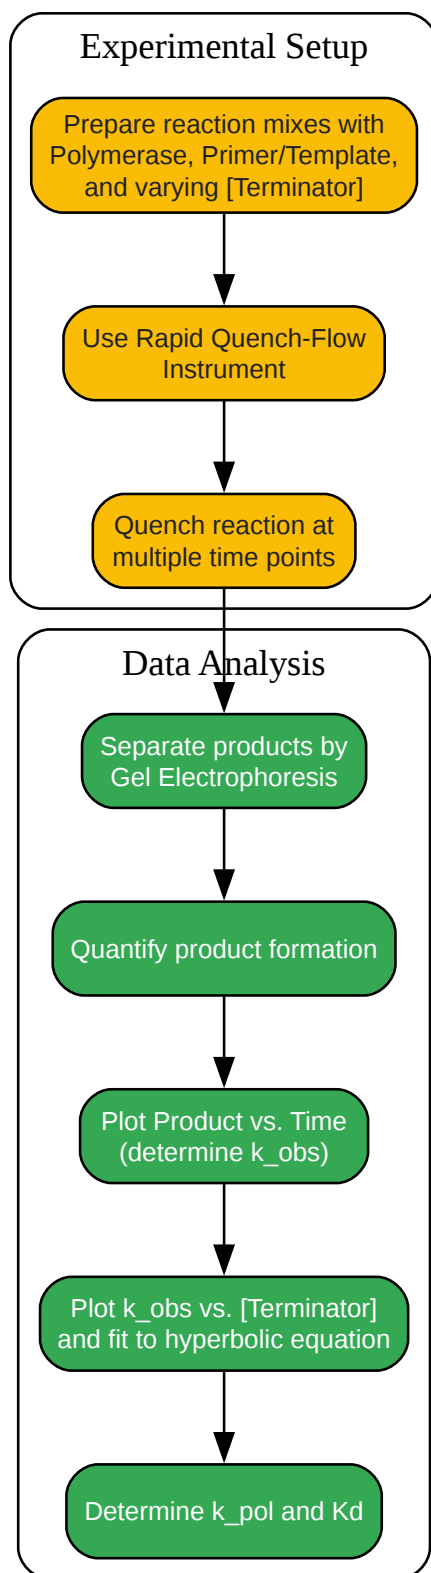 Experimental Setup
Prepare reaction mixes with
Polymerase, Primer/Template,
and varying [Terminator]
Use Rapid Quench-Flow
Instrument
Quench reaction at
multiple time points
Data Analysis
Separate products by
Gel Electrophoresis
Quantify product formation
Plot Product vs. Time
(determine k_obs)
Plot k_obs vs. [Terminator]
and fit to hyperbolic equation
Determine k_pol and Kd